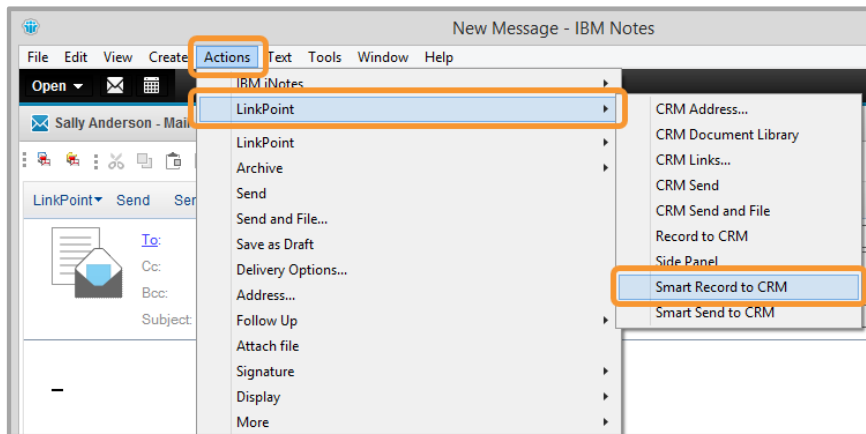 New Message - IBM Notes
File Edit View Create Actions Text Tools Window Help
Open
Sally Anderson - Mai
LinkPoint Send Sen
To:
Cc:
Bcc:
Subject:
IBM iNotes
LinkPoint
LinkPoint
Archive
Send
Send and File...
Save as Draft
Delivery Options...
Address...
Follow Up
Attach file
Signature
Display
More
CRM Address...
CRM Document Library
CRM Links...
CRM Send
CRM Send and File
Record to CRM
Side Panel
Smart Record to CRM
Smart Send to CRM